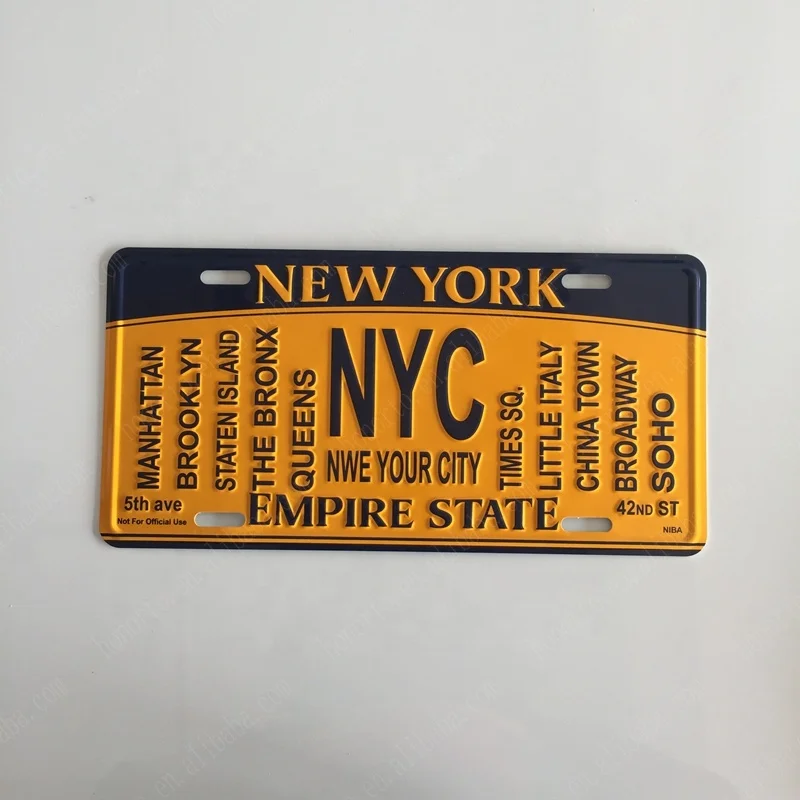 NEW YORK
MANHATTAN
BROOKLYN
STATEN ISLAND
THE BRONX
QUEENS
NYC
NWE YOUR CITY
TIMES SQ.
LITTLE ITALY
CHINA TOWN
BROADWAY
SOHO
5th ave
Not For Official Use
EMPIRE STATE
42ND ST
NIBA